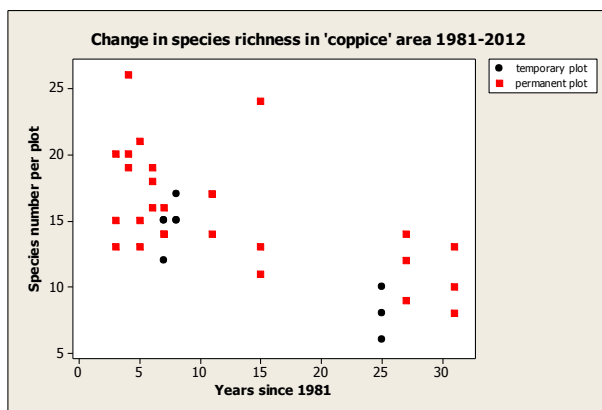 Change in species richness in 'coppice' area 1981-2012
temporary plot
permanent plot
25
20
15
10
5
Species number per plot
0 5 10 15 20 25 30
Years since 1981